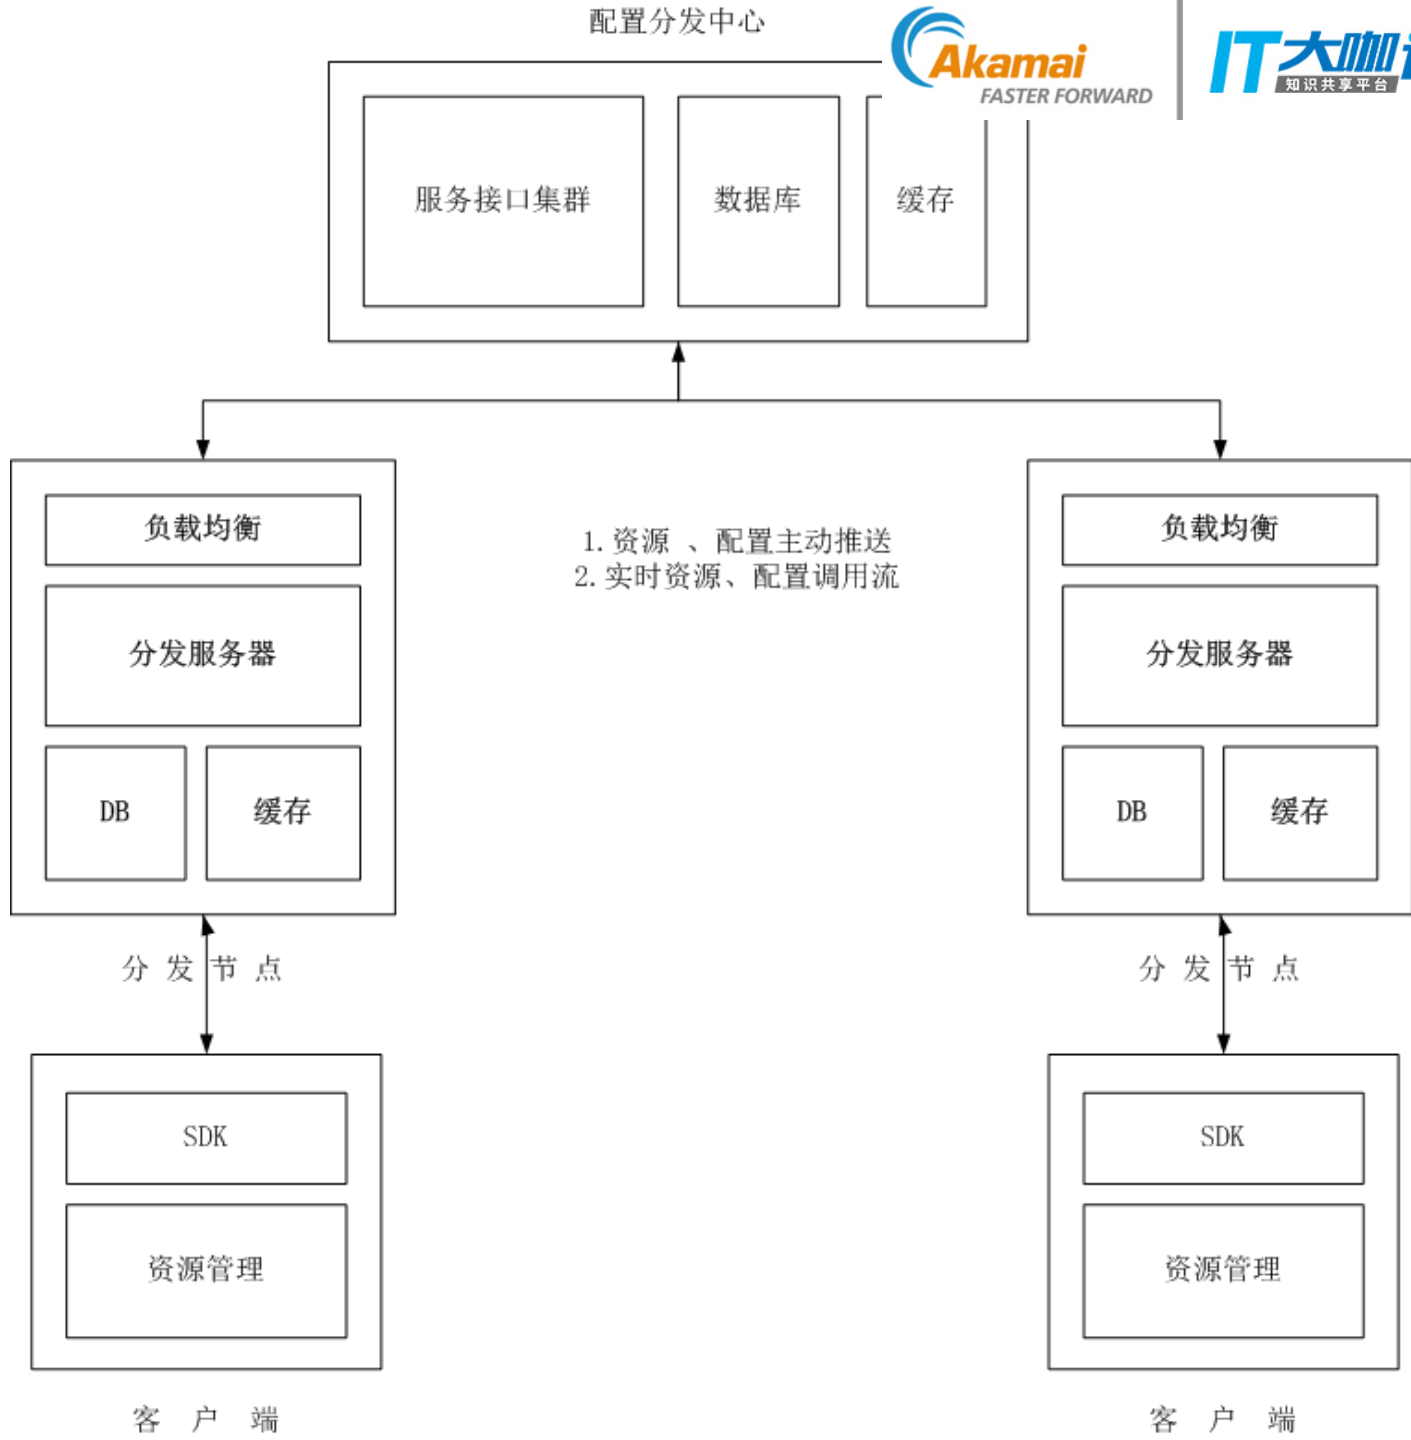 配置分发中心
Akamai
FASTER FORWARD
IT大咖
知识共享平台
服务接口集群
数据库
缓存
负载均衡
分发服务器
DB
缓存
分发节点
1.资源 、配置主动推送
2.实时资源、配置调用流
负载均衡
分发服务器
DB
缓存
分发节点
SDK
资源管理
客户端
SDK
资源管理
客户端